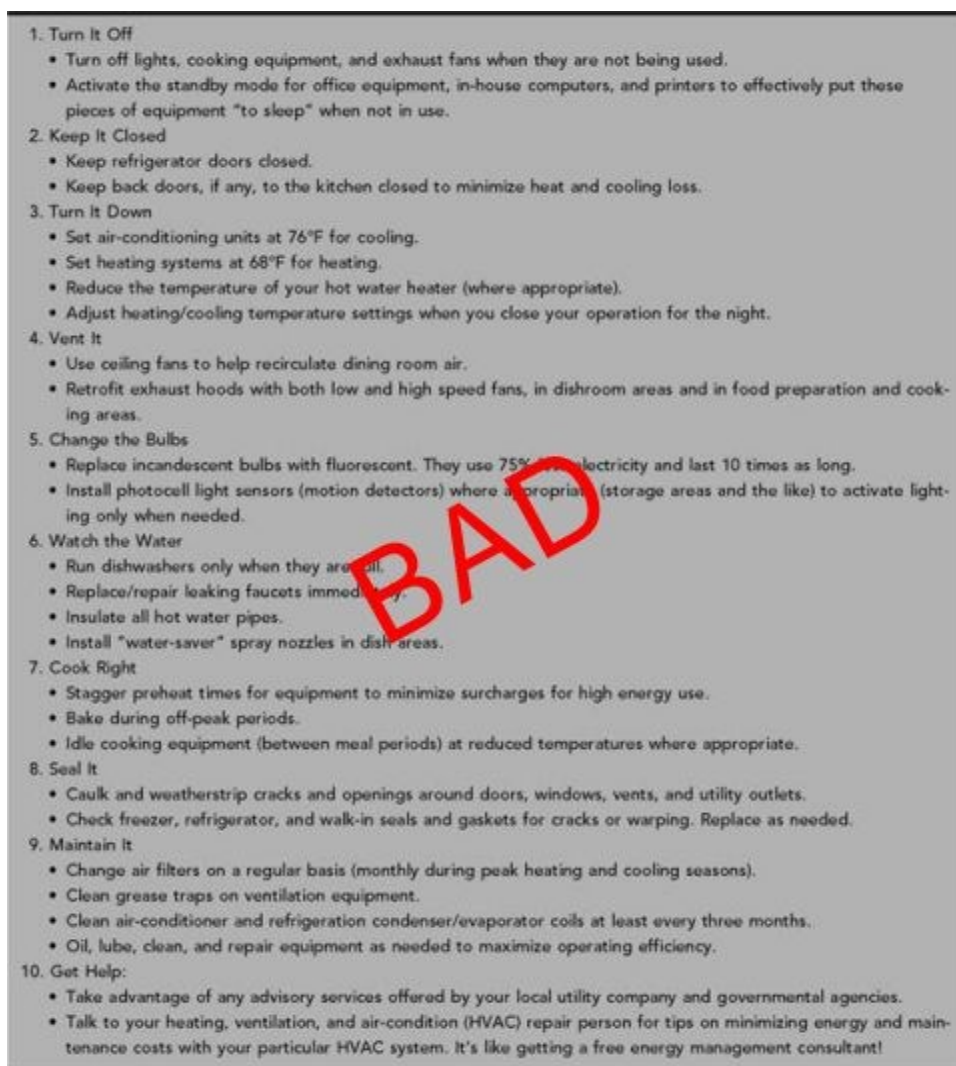 1. Turn It Off
• Turn off lights, cooking equipment, and exhaust fans when they are not being used.
• Activate the standby mode for office equipment, in-house computers, and printers to effectively put these
pieces of equipment "to sleep" when not in use.
2. Keep It Closed
• Keep refrigerator doors closed.
• Keep back doors, if any, to the kitchen closed to minimize heat and cooling loss.
3. Turn It Down
• Set air-conditioning units at 76°F for cooling.
• Set heating systems at 68°F for heating.
• Reduce the temperature of your hot water heater (where appropriate).
• Adjust heating/cooling temperature settings when you close your operation for the night.
4. Vent It
• Use ceiling fans to help recirculate dining room air.
• Retrofit exhaust hoods with both low and high speed fans, in dishroom areas and in food preparation and cook-
ing areas.
5. Change the Bulbs
• Replace incandescent bulbs with fluorescent. They use 75% electricity and last 10 times as long.
• Install photocell light sensors (motion detectors) where appropriate (storage areas and the like) to activate light-
ing only when needed.
6. Watch the Water
• Run dishwashers only when they are full.
• Replace/repair leaking faucets immediately.
• Insulate all hot water pipes.
• Install "water-saver" spray nozzles in dish areas.
BAD
7. Cook Right
• Stagger preheat times for equipment to minimize surcharges for high energy use.
• Bake during off-peak periods.
• Idle cooking equipment (between meal periods) at reduced temperatures where appropriate.
8. Seal It
• Caulk and weatherstrip cracks and openings around doors, windows, vents, and utility outlets.
• Check freezer, refrigerator, and walk-in seals and gaskets for cracks or warping. Replace as needed.
9. Maintain It
• Change air filters on a regular basis (monthly during peak heating and cooling seasons).
• Clean grease traps on ventilation equipment.
• Clean air-conditioner and refrigeration condenser/evaporator coils at least every three months.
• Oil, lube, clean, and repair equipment as needed to maximize operating efficiency.
10. Get Help:
• Take advantage of any advisory services offered by your local utility company and governmental agencies.
• Talk to your heating, ventilation, and air-condition (HVAC) repair person for tips on minimizing energy and main-
tenance costs with your particular HVAC system. It's like getting a free energy management consultant!